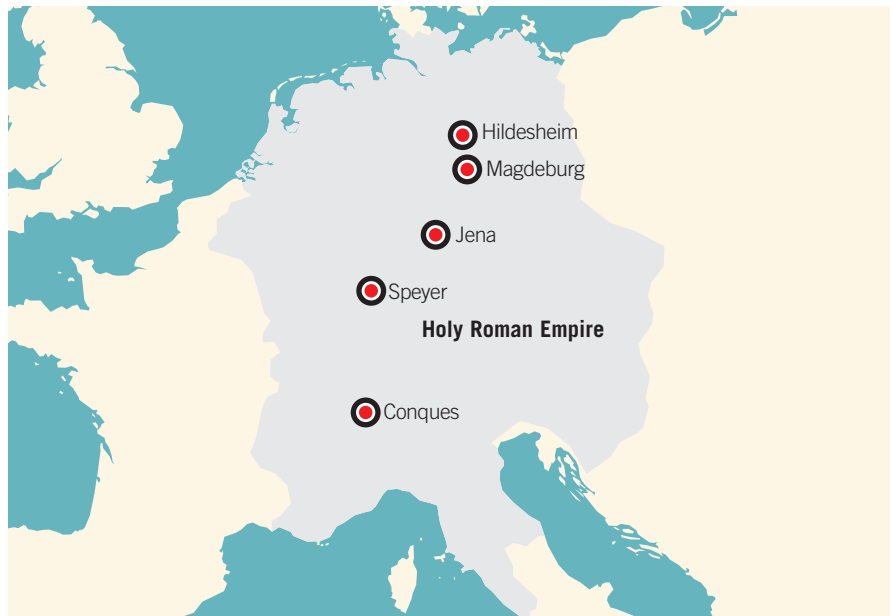 Hildesheim
Magdeburg
Jena
Speyer
Holy Roman Empire
Conques